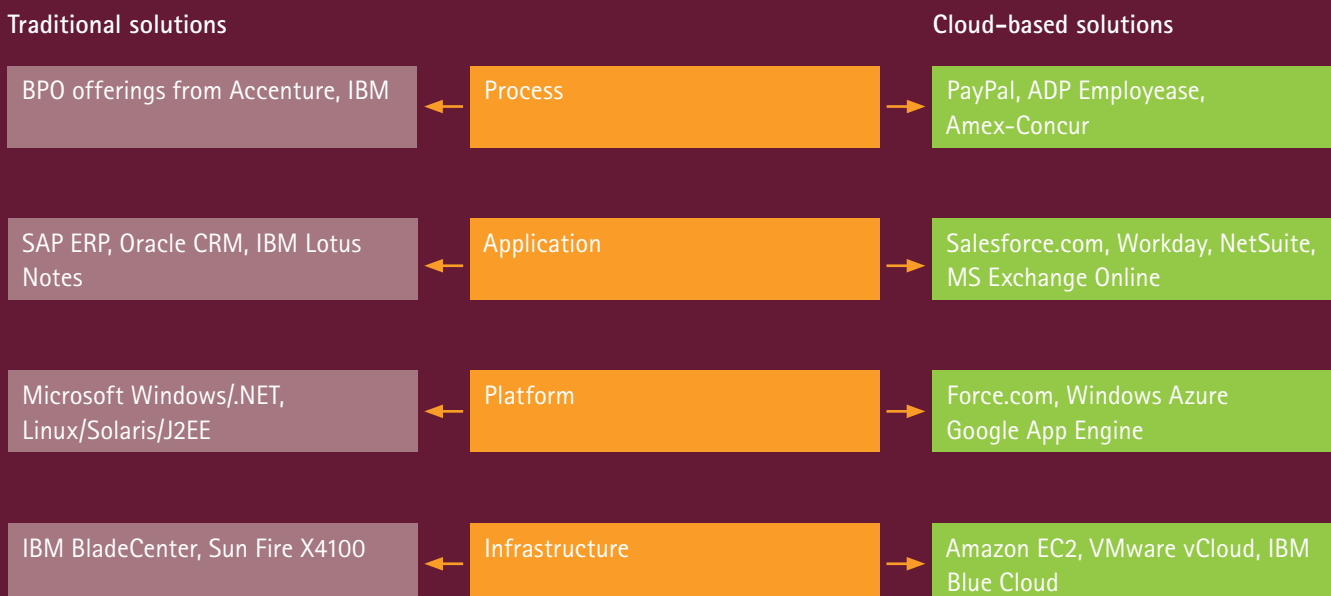 Traditional solutions
Cloud-based solutions
BPO offerings from Accenture, IBM
Process
PayPal, ADP Employease,
Amex-Concur
SAP ERP, Oracle CRM, IBM Lotus
Notes
Application
Salesforce.com, Workday, NetSuite,
MS Exchange Online
Microsoft Windows/.NET,
Linux/Solaris/J2EE
Platform
Force.com, Windows Azure
Google App Engine
IBM BladeCenter, Sun Fire X4100
Infrastructure
Amazon EC2, VMware vCloud, IBM
Blue Cloud